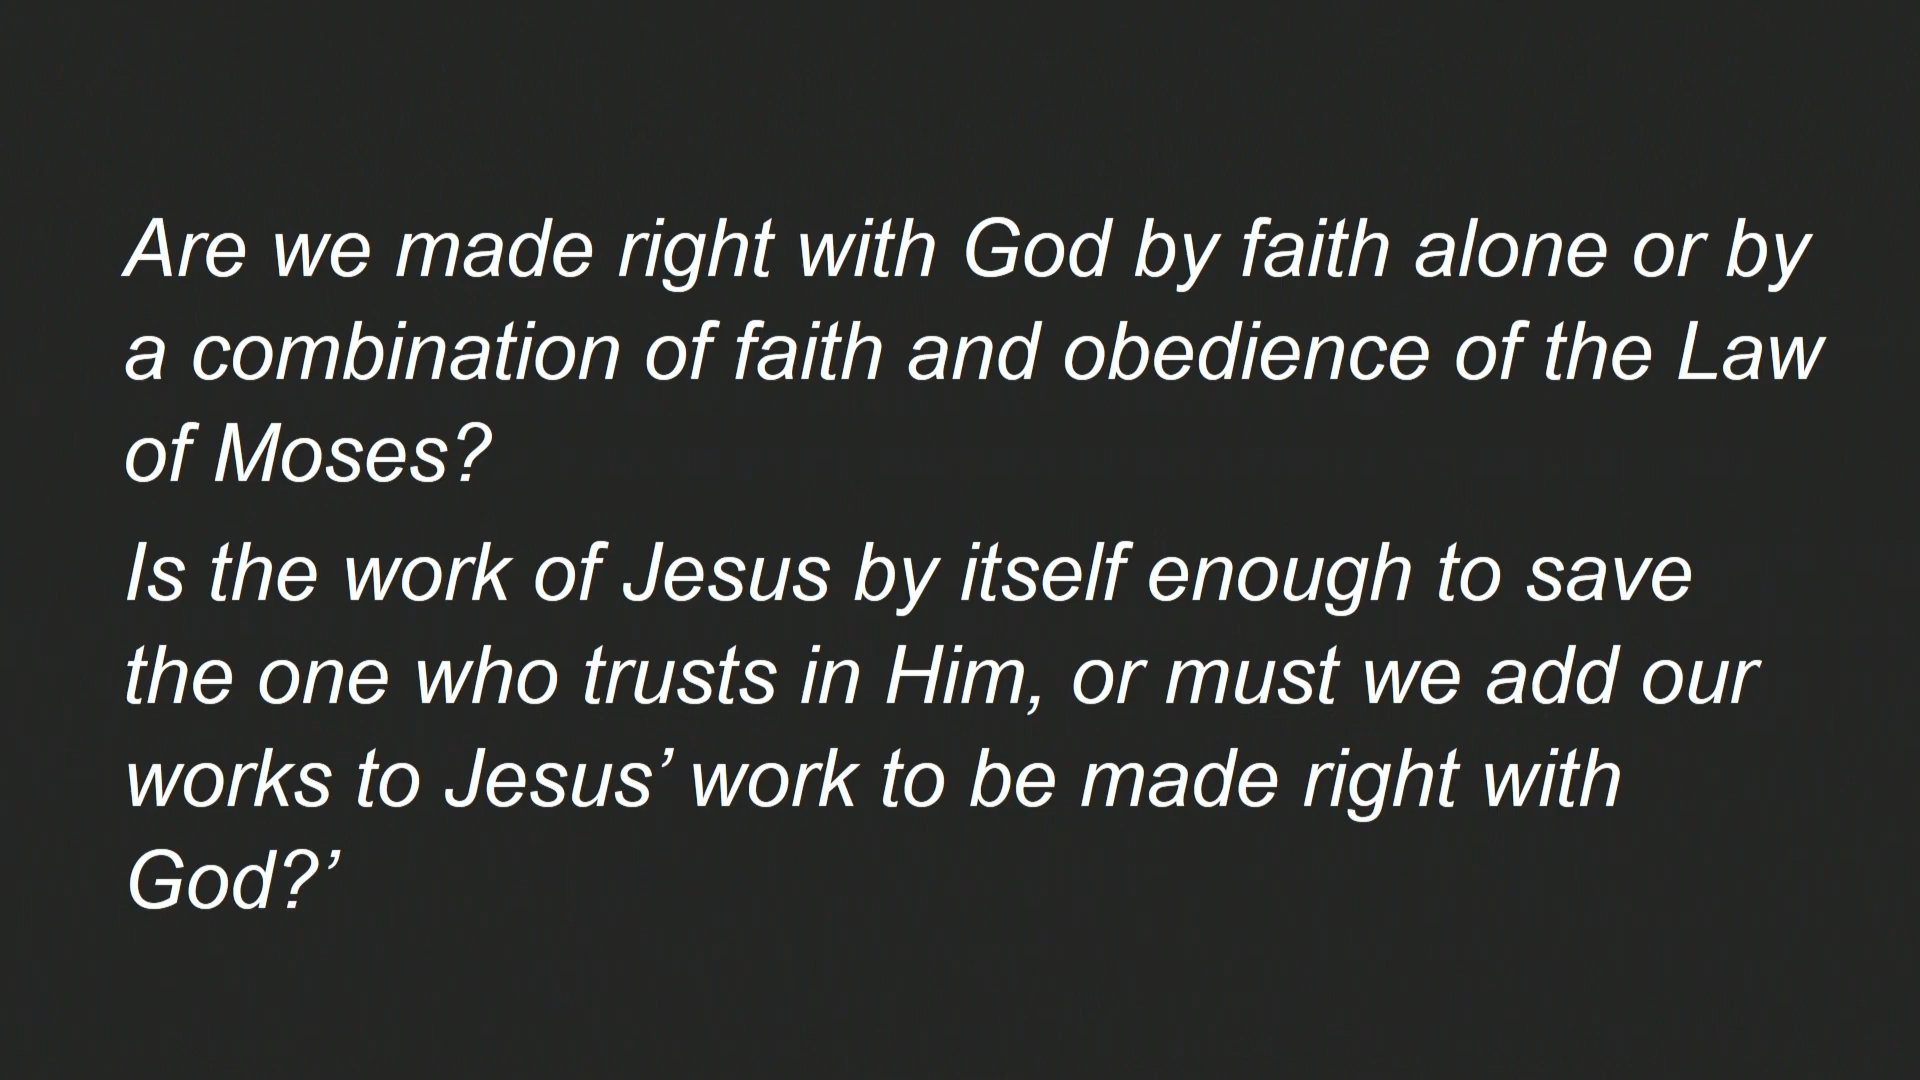 Are we made right with God by faith alone or by
a combination of faith and obedience of the Law
of Moses?
Is the work of Jesus by itself enough to save
the one who trusts in Him, or must we add our
works to Jesus’ work to be made right with
God?’